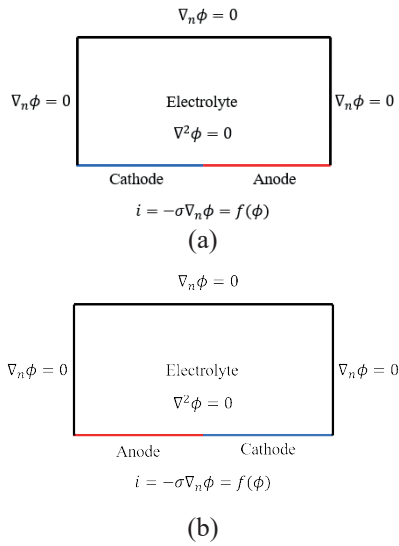 ∇ₙϕ = 0
∇ₙϕ = 0 Electrolyte ∇ₙϕ = 0
∇²ϕ = 0
Cathode Anode
i = −σ∇ₙϕ = f(ϕ)
(a)
∇ₙϕ = 0
∇ₙϕ = 0 Electrolyte ∇ₙϕ = 0
∇²ϕ = 0
Anode Cathode
i = −σ∇ₙϕ = f(ϕ)
(b)